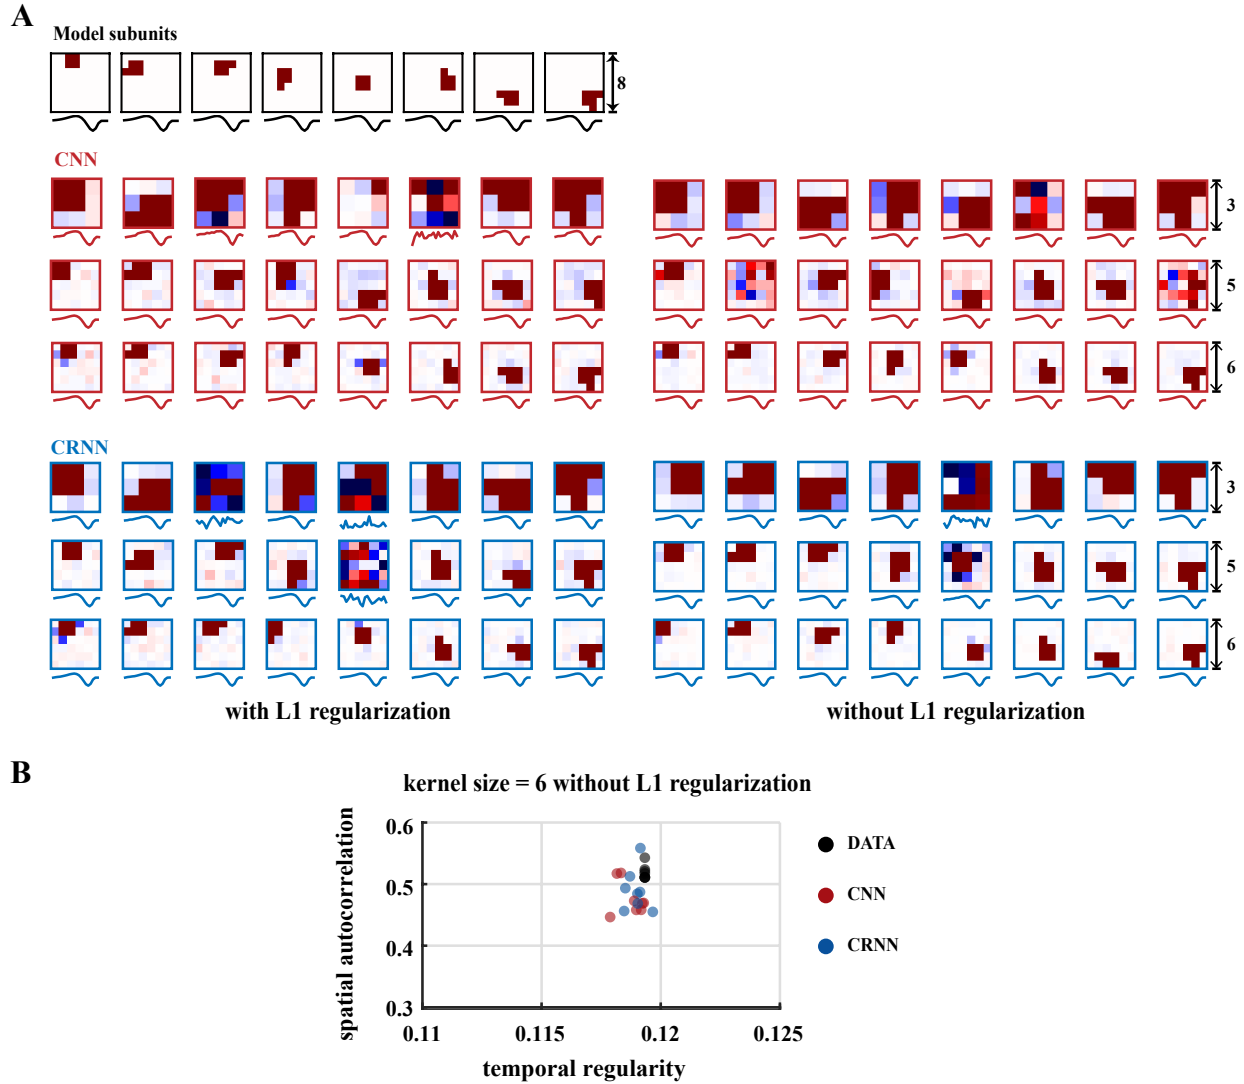 A
Model subunits
8
CNN
3
5
6
CRNN
3
5
6
with L1 regularization
without L1 regularization
B
kernel size = 6 without L1 regularization
spatial autocorrelation
0.6
0.5
0.4
0.3
0.11
0.115
0.12
0.125
temporal regularity
DATA
CNN
CRNN